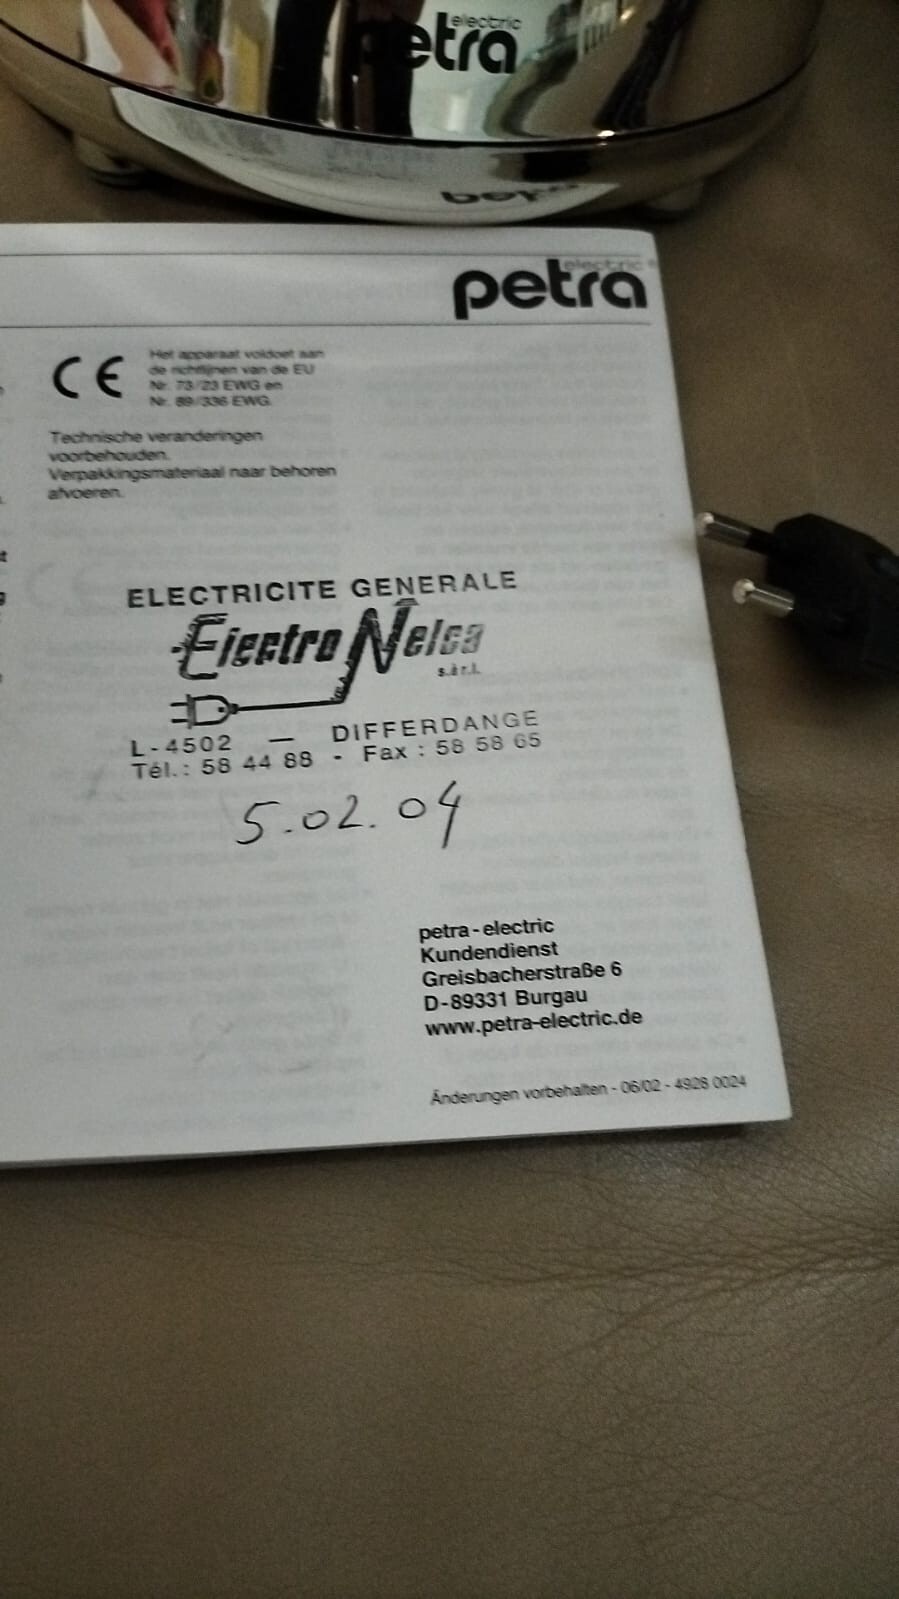 electric
petra
electric
petra
Het apparaat voldoet aan
de richtlijnen van de EU
Nr. 73/23 EWG en
Nr. 89/336 EWG.
Technische veranderingen
voorbehouden.
Verpakkingsmateriaal naar behoren
afvoeren.
ELECTRICITE GENERALE
Electro Nelca
s.à r.l.
L-4502 — DIFFERDANGE
Tél.: 58 44 88 - Fax : 58 58 65
5.02.04
petra-electric
Kundendienst
Greisbacherstraße 6
D-89331 Burgau
www.petra-electric.de
Änderungen vorbehalten - 06/02 - 4928 0024